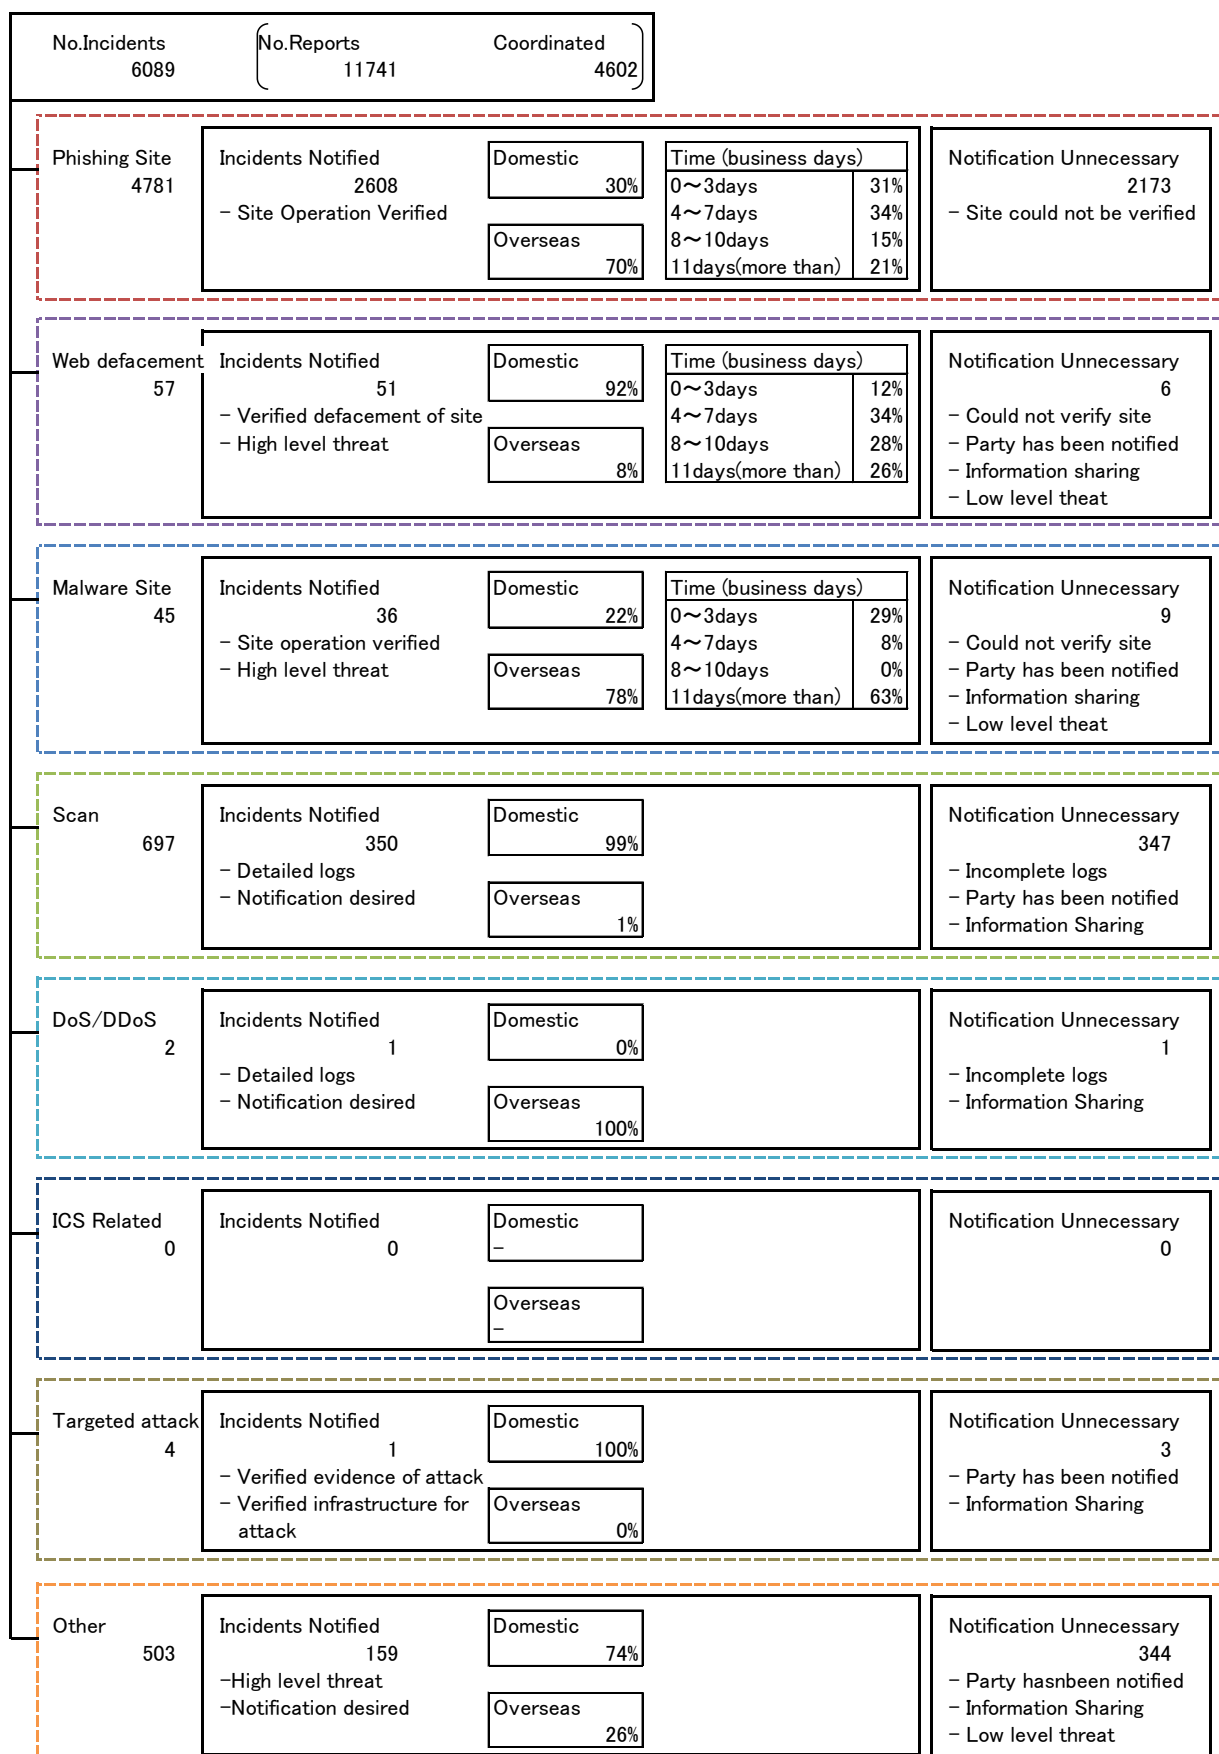 No.Incidents No.Reports Coordinated
6089 11741 4602
Phishing Site
4781
Incidents Notified
2608
- Site Operation Verified
Domestic
30%
Overseas
70%
Time (business days)
0～3days 31%
4～7days 34%
8～10days 15%
11days(more than) 21%
Notification Unnecessary
2173
- Site could not be verified
Web defacement
57
Incidents Notified
51
- Verified defacement of site
- High level threat
Domestic
92%
Overseas
8%
Time (business days)
0～3days 12%
4～7days 34%
8～10days 28%
11days(more than) 26%
Notification Unnecessary
6
- Could not verify site
- Party has been notified
- Information sharing
- Low level theat
Malware Site
45
Incidents Notified
36
- Site operation verified
- High level threat
Domestic
22%
Overseas
78%
Time (business days)
0～3days 29%
4～7days 8%
8～10days 0%
11days(more than) 63%
Notification Unnecessary
9
- Could not verify site
- Party has been notified
- Information sharing
- Low level theat
Scan
697
Incidents Notified
350
- Detailed logs
- Notification desired
Domestic
99%
Overseas
1%
Notification Unnecessary
347
- Incomplete logs
- Party has been notified
- Information Sharing
DoS/DDoS
2
Incidents Notified
1
- Detailed logs
- Notification desired
Domestic
0%
Overseas
100%
Notification Unnecessary
1
- Incomplete logs
- Information Sharing
ICS Related
0
Incidents Notified
0
Domestic
-
Overseas
-
Notification Unnecessary
0
Targeted attack
4
Incidents Notified
1
- Verified evidence of attack
- Verified infrastructure for
attack
Domestic
100%
Overseas
0%
Notification Unnecessary
3
- Party has been notified
- Information Sharing
Other
503
Incidents Notified
159
-High level threat
-Notification desired
Domestic
74%
Overseas
26%
Notification Unnecessary
344
- Party hasnbeen notified
- Information Sharing
- Low level threat